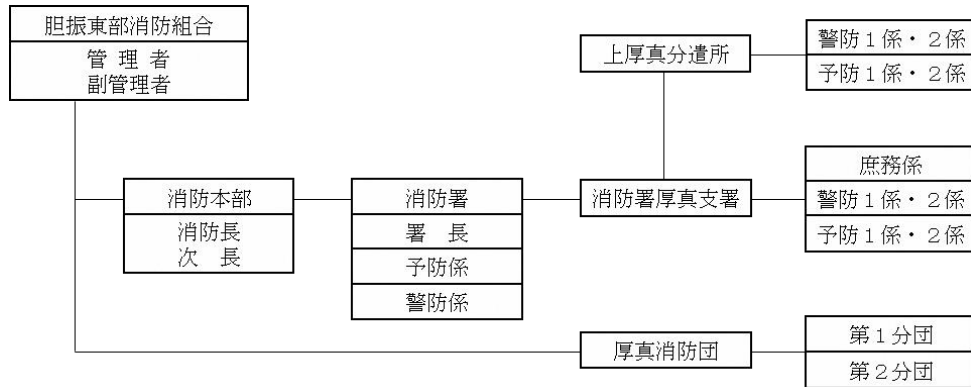 胆振東部消防組合
管 理 者
副管理者
上厚真分遣所
警防１係・２係
予防１係・２係
消防本部
消防長
次 長
消防署
署 長
予防係
警防係
消防署厚真支署
庶務係
警防１係・２係
予防１係・２係
厚真消防団
第１分団
第２分団